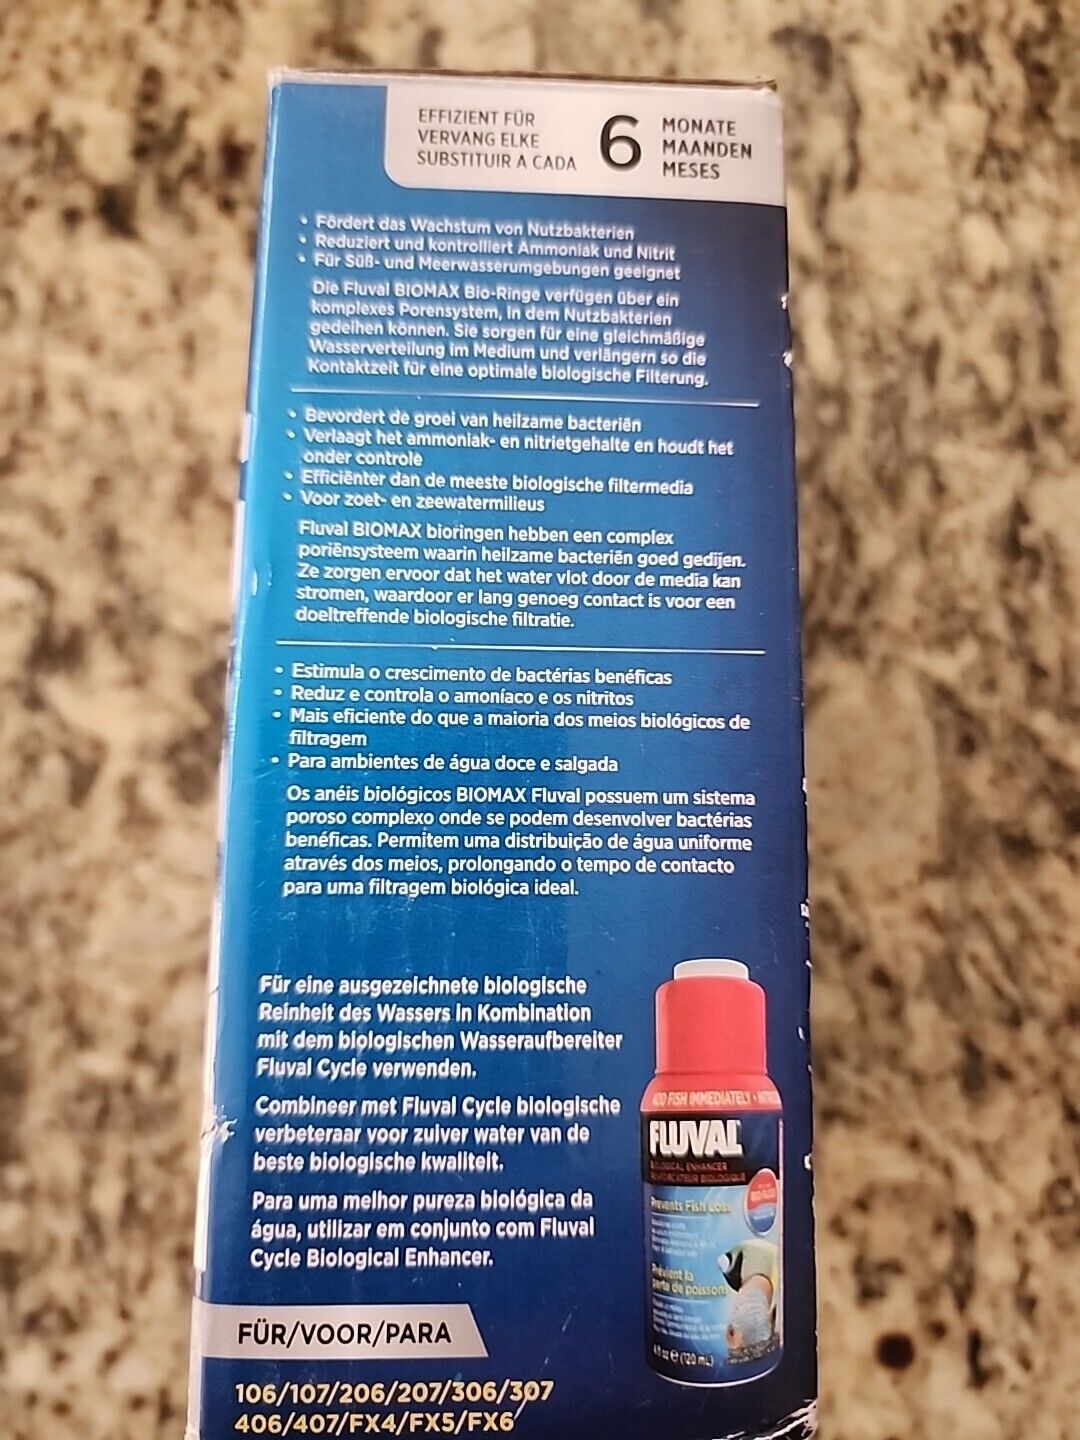 EFFIZIENT FÜR
VERVANG ELKE
SUBSTITUIR A CADA
6
MONATE
MAANDEN
MESES
• Fördert das Wachstum von Nutzbakterien
• Reduziert und kontrolliert Ammoniak und Nitrit
• Für Süß- und Meerwasserumgebungen geeignet
Die Fluval BIOMAX Bio-Ringe verfügen über ein
komplexes Porensystem, in dem Nutzbakterien
gedeihen können. Sie sorgen für eine gleichmäßige
Wasserverteilung im Medium und verlängern so die
Kontaktzeit für eine optimale biologische Filterung.
• Bevordert de groei van heilzame bacteriën
• Verlaagt het ammoniak- en nitrietgehalte en houdt het
onder controle
• Efficiënter dan de meeste biologische filtermedia
• Voor zoet- en zeewatermilieus
Fluval BIOMAX bioringen hebben een complex
poriënsysteem waarin heilzame bacteriën goed gedijen.
Ze zorgen ervoor dat het water vlot door de media kan
stromen, waardoor er lang genoeg contact is voor een
doeltreffende biologische filtratie.
• Estimula o crescimento de bactérias benéficas
• Reduz e controla o amoníaco e os nitritos
• Mais eficiente do que a maioria dos meios biológicos de
filtragem
• Para ambientes de água doce e salgada
Os anéis biológicos BIOMAX Fluval possuem um sistema
poroso complexo onde se podem desenvolver bactérias
benéficas. Permitem uma distribuição de água uniforme
através dos meios, prolongando o tempo de contacto
para uma filtragem biológica ideal.
Für eine ausgezeichnete biologische
Reinheit des Wassers in Kombination
mit dem biologischen Wasseraufbereiter
Fluval Cycle verwenden.
Combineer met Fluval Cycle biologische
verbeteraar voor zuiver water van de
beste biologische kwaliteit.
Para uma melhor pureza biológica da
água, utilizar em conjunto com Fluval
Cycle Biological Enhancer.
ADD FISH IMMEDIATELY •
FLUVAL
BIOLOGICAL ENHANCER
RENFORÇATEUR BIOLOGIQUE
Prevents Fish Loss
Prévient la
perte de poissons
4 fl oz e (120 mL)
FÜR/VOOR/PARA
106/107/206/207/306/307
406/407/FX4/FX5/FX6